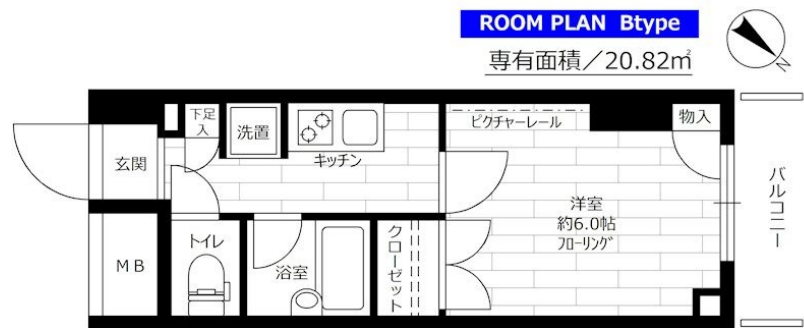 ROOM PLAN Btype
専有面積／20.82㎡
N
下足
入
洗置
キッチン
ピクチャーレール
物入
玄関
洋室
約6.0帖
フローリング
バルコニー
MB
トイレ
浴室
クローゼット